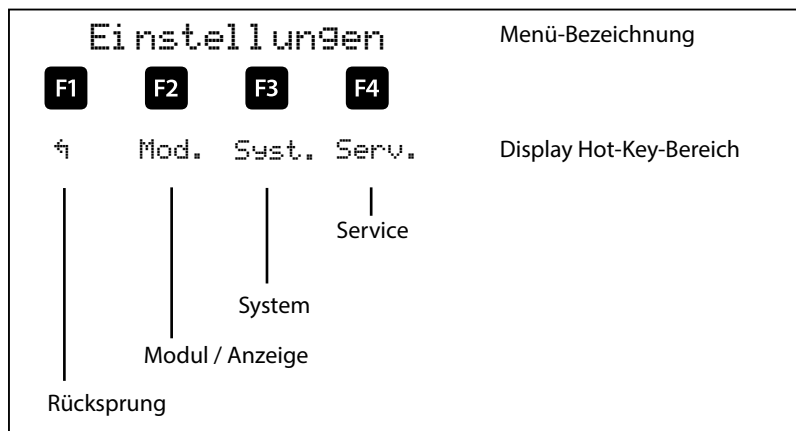 Einstellungen Menü-Bezeichnung
F1 F2 F3 F4
↰ Mod. Syst. Serv. Display Hot-Key-Bereich
Service
System
Modul / Anzeige
Rücksprung